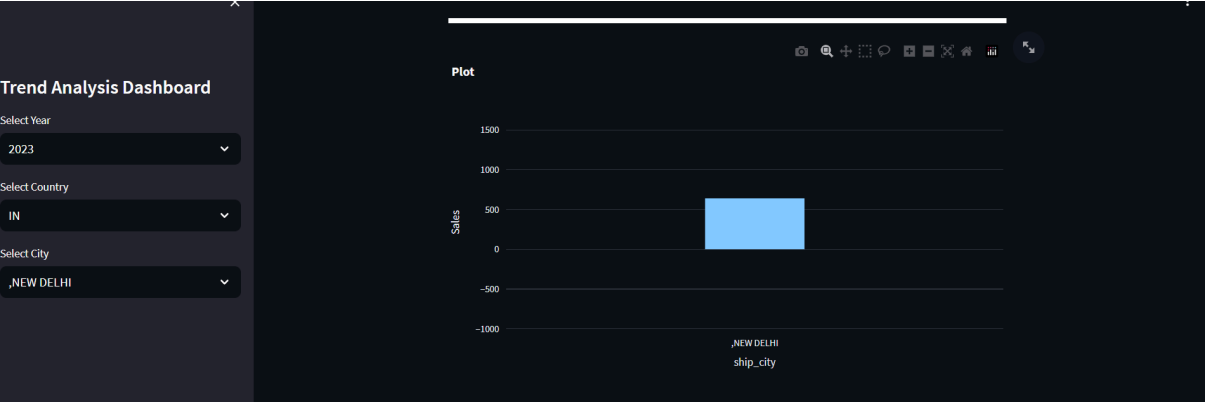 Trend Analysis Dashboard
Select Year
2023
Select Country
IN
Select City
,NEW DELHI
Plot
1500
1000
500
0
−500
−1000
Sales
,NEW DELHI
ship_city